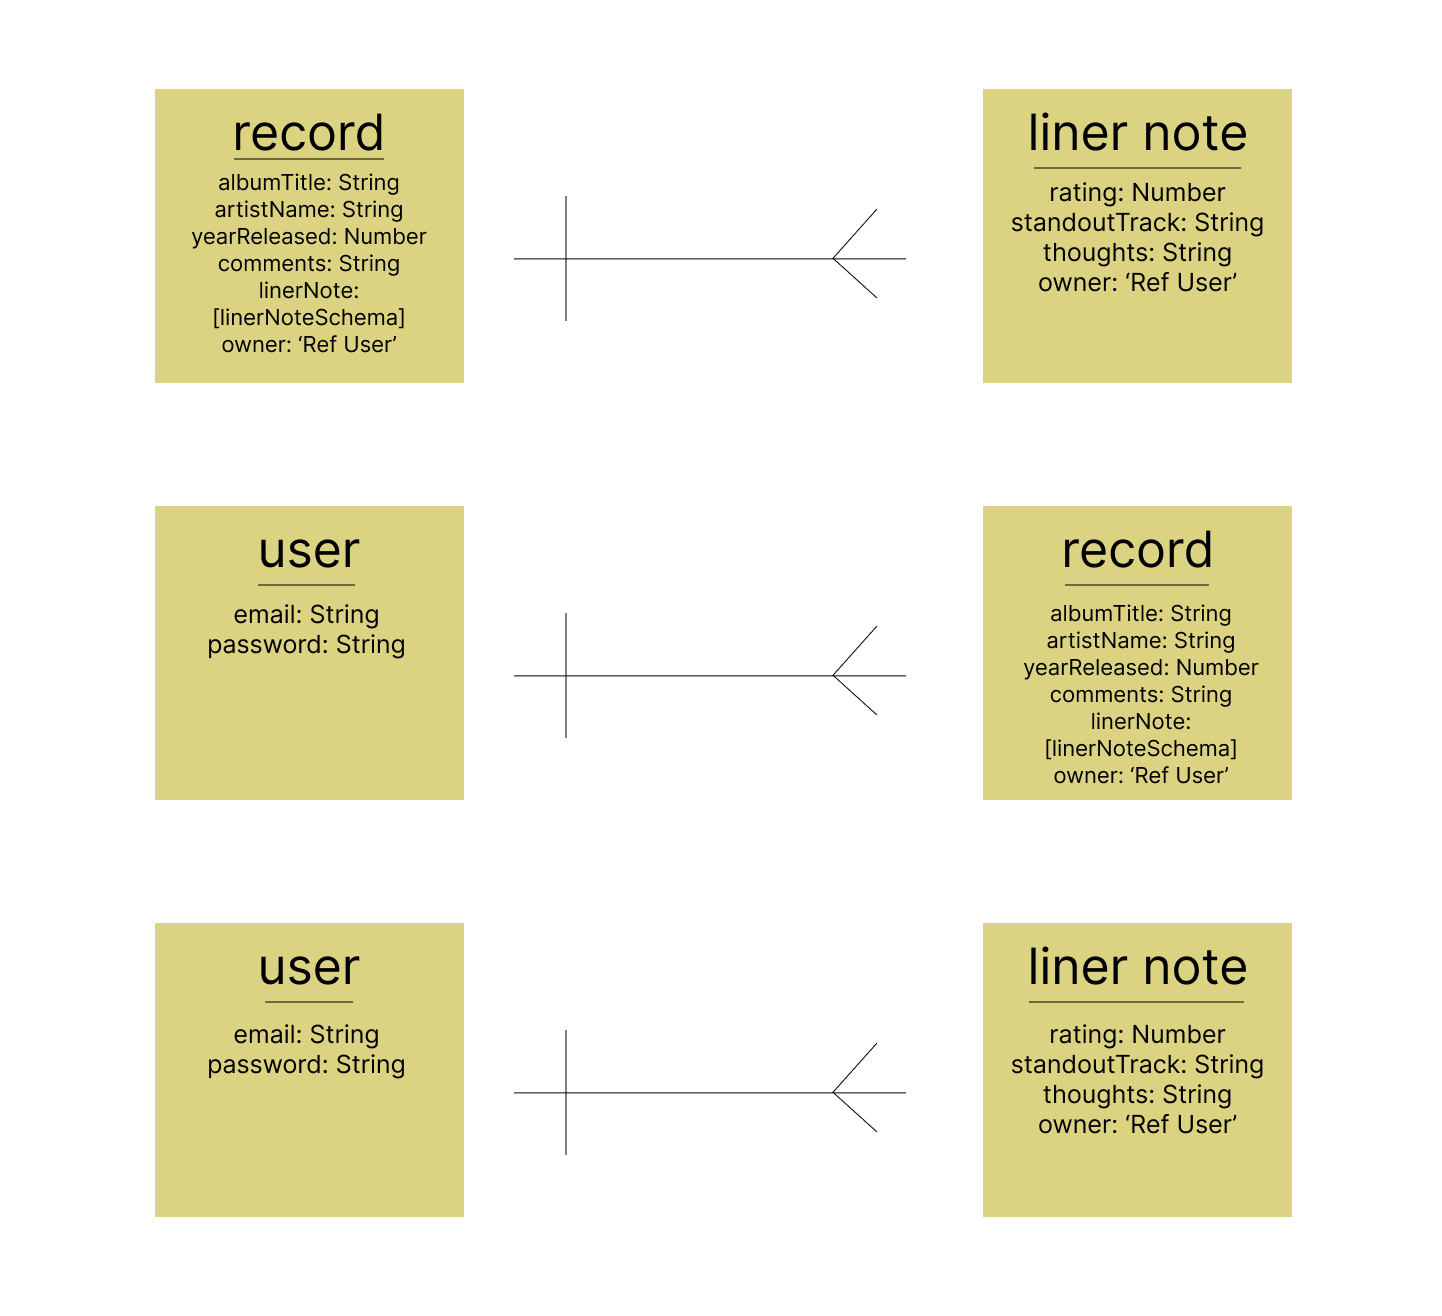 record
albumTitle: String
artistName: String
yearReleased: Number
comments: String
linerNote:
[linerNoteSchema]
owner: ‘Ref User’
liner note
rating: Number
standoutTrack: String
thoughts: String
owner: ‘Ref User’
user
email: String
password: String
record
albumTitle: String
artistName: String
yearReleased: Number
comments: String
linerNote:
[linerNoteSchema]
owner: ‘Ref User’
user
email: String
password: String
liner note
rating: Number
standoutTrack: String
thoughts: String
owner: ‘Ref User’